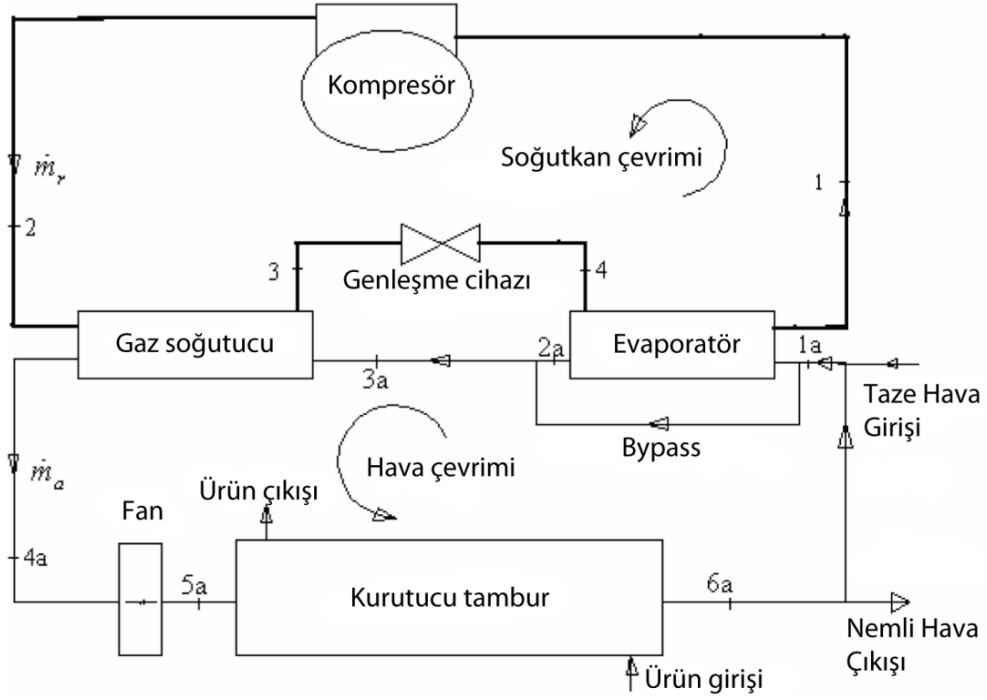 Kompresör
Soğutkan çevrimi
ṁr
1
2
3
4
Genleşme cihazı
Gaz soğutucu
Evaporatör
2a
1a
3a
Taze Hava
Girişi
Bypass
Hava çevrimi
ṁa
Ürün çıkışı
Fan
4a
5a
Kurutucu tambur
6a
Nemli Hava
Çıkışı
Ürün girişi